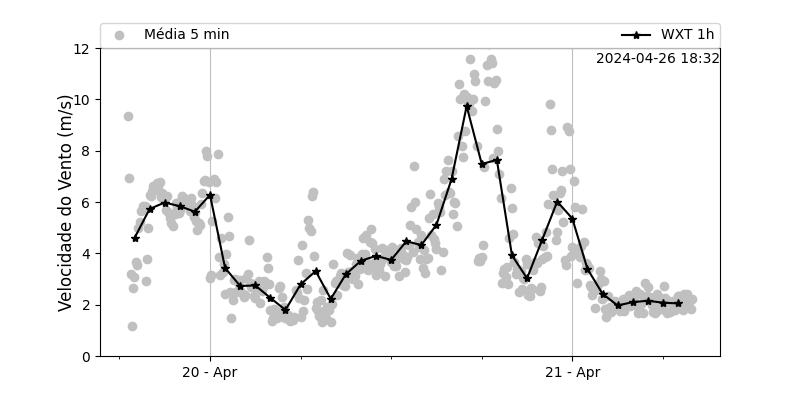 Média 5 min
WXT 1h
2024-04-26 18:32
Velocidade do Vento (m/s)
12
10
8
6
4
2
0
20 - Apr
21 - Apr